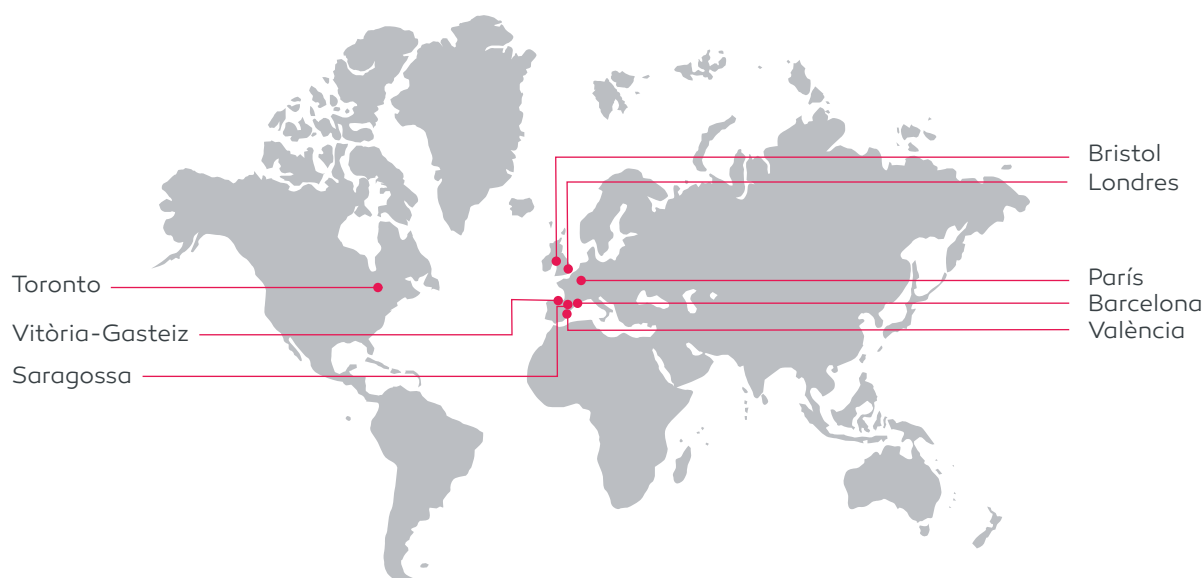 Bristol
Londres
Toronto
París
Barcelona
Vitòria-Gasteiz
València
Saragossa